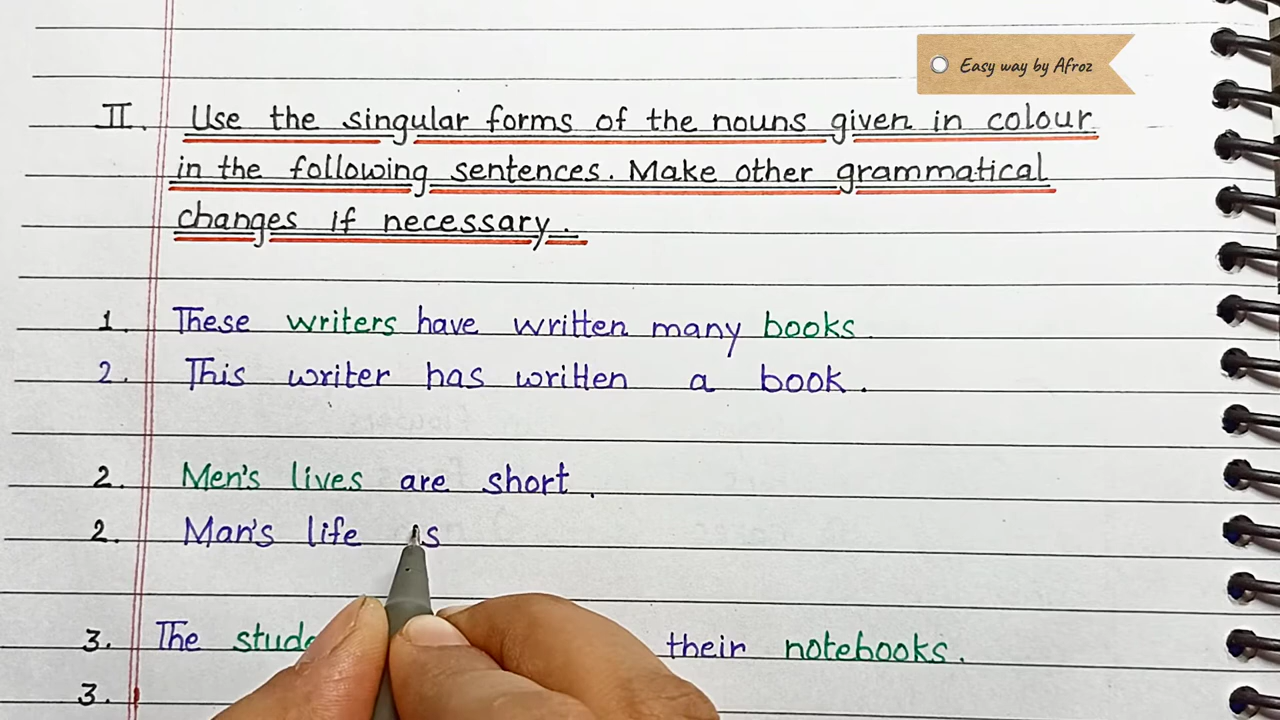 Easy way by Afroz
II. Use the singular forms of the nouns given in colour
in the following sentences. Make other grammatical
changes if necessary.
1. These writers have written many books
2. This writer has written a book.
2. Men's lives are short.
2. Man's life is
3. The their notebooks.
3.